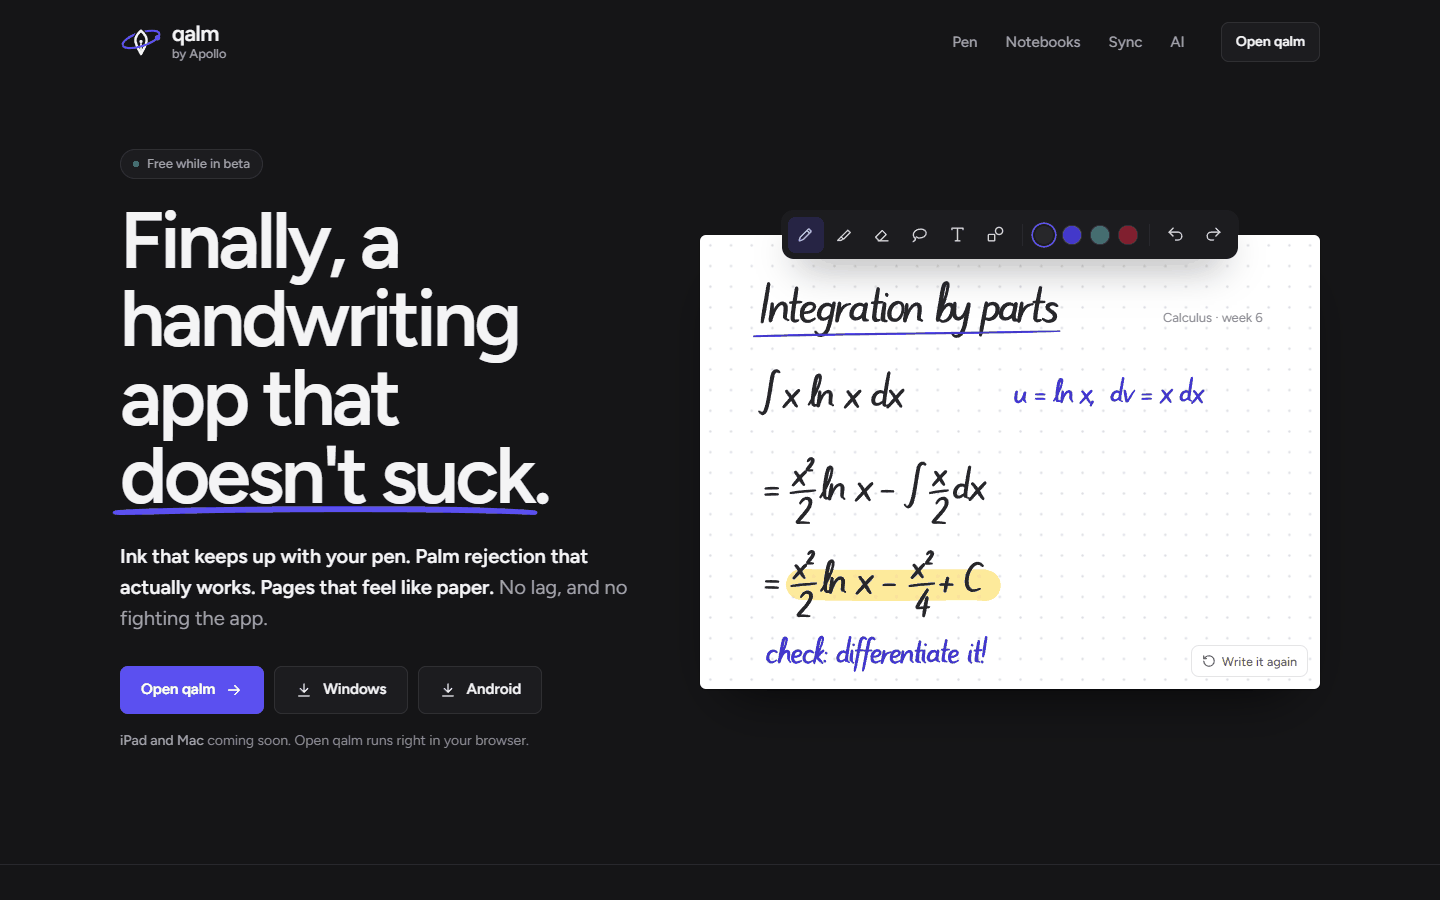 qalm
by Apollo
Pen Notebooks Sync AI Open qalm
Free while in beta
Finally, a
handwriting
app that
doesn't suck.
Ink that keeps up with your pen. Palm rejection that
actually works. Pages that feel like paper. No lag, and no
fighting the app.
Open qalm → Windows Android
iPad and Mac coming soon. Open qalm runs right in your browser.
T
Integration by parts
Calculus · week 6
∫ x ln x dx
u = ln x, dv = x dx
= x²/2 ln x − ∫ x/2 dx
= x²/2 ln x − x²/4 + C
check: differentiate it!
Write it again